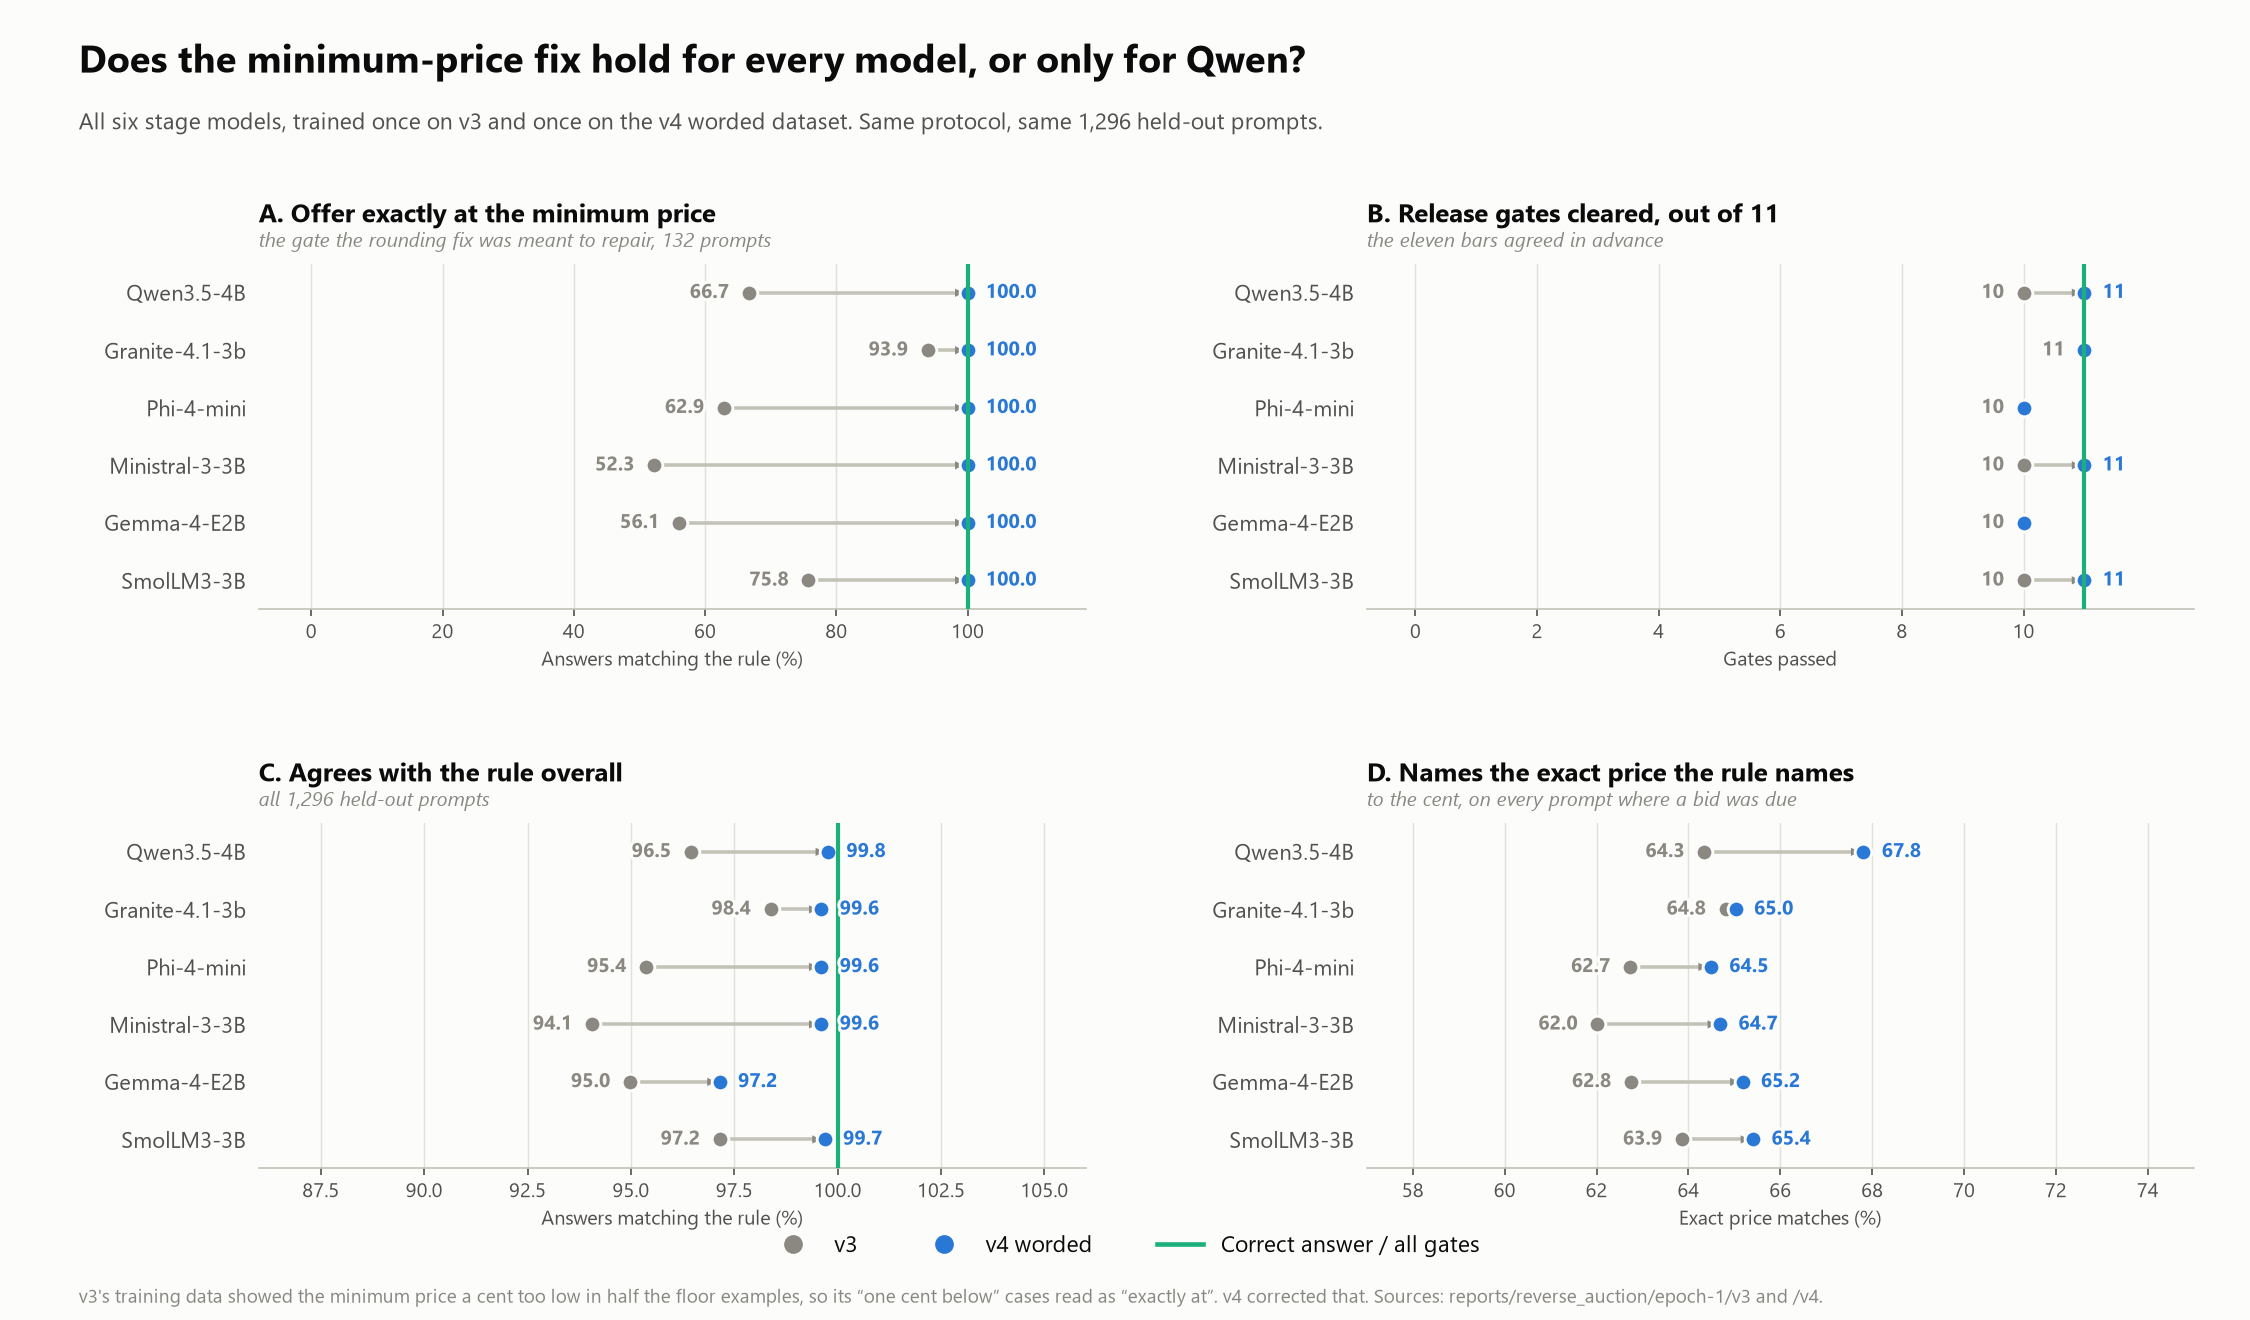 Does the minimum-price fix hold for every model, or only for Qwen?
All six stage models, trained once on v3 and once on the v4 worded dataset. Same protocol, same 1,296 held-out prompts.
A. Offer exactly at the minimum price
the gate the rounding fix was meant to repair, 132 prompts
Qwen3.5-4B 66.7 100.0
Granite-4.1-3b 93.9 100.0
Phi-4-mini 62.9 100.0
Ministral-3-3B 52.3 100.0
Gemma-4-E2B 56.1 100.0
SmolLM3-3B 75.8 100.0
0 20 40 60 80 100
Answers matching the rule (%)
B. Release gates cleared, out of 11
the eleven bars agreed in advance
Qwen3.5-4B 10 11
Granite-4.1-3b 11
Phi-4-mini 10
Ministral-3-3B 10 11
Gemma-4-E2B 10
SmolLM3-3B 10 11
0 2 4 6 8 10
Gates passed
C. Agrees with the rule overall
all 1,296 held-out prompts
Qwen3.5-4B 96.5 99.8
Granite-4.1-3b 98.4 99.6
Phi-4-mini 95.4 99.6
Ministral-3-3B 94.1 99.6
Gemma-4-E2B 95.0 97.2
SmolLM3-3B 97.2 99.7
87.5 90.0 92.5 95.0 97.5 100.0 102.5 105.0
Answers matching the rule (%)
D. Names the exact price the rule names
to the cent, on every prompt where a bid was due
Qwen3.5-4B 64.3 67.8
Granite-4.1-3b 64.8 65.0
Phi-4-mini 62.7 64.5
Ministral-3-3B 62.0 64.7
Gemma-4-E2B 62.8 65.2
SmolLM3-3B 63.9 65.4
58 60 62 64 66 68 70 72 74
Exact price matches (%)
v3 v4 worded Correct answer / all gates
v3's training data showed the minimum price a cent too low in half the floor examples, so its “one cent below” cases read as “exactly at”. v4 corrected that. Sources: reports/reverse_auction/epoch-1/v3 and /v4.